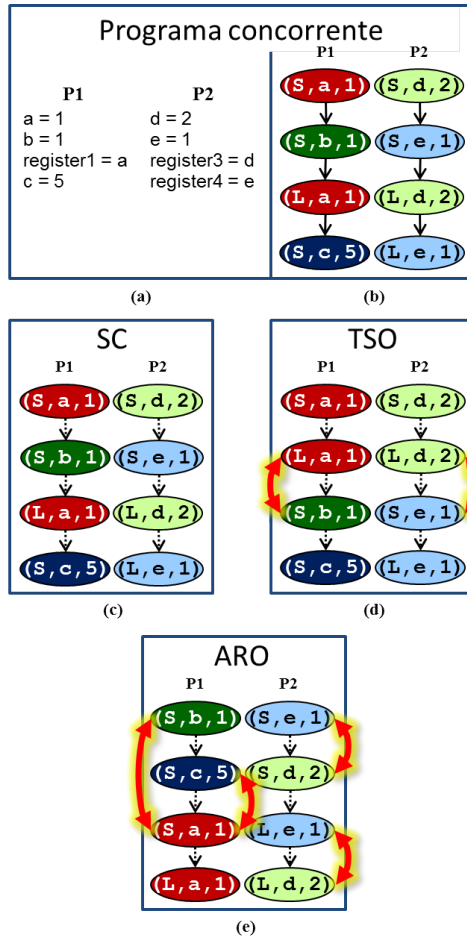 Programa concorrente
P1 P2
a = 1 d = 2
b = 1 e = 1
register1 = a register3 = d
c = 5 register4 = e
P1 P2
(S,a,1) (S,d,2)
(S,b,1) (S,e,1)
(L,a,1) (L,d,2)
(S,c,5) (L,e,1)
(a) (b)
SC
P1 P2
(S,a,1) (S,d,2)
(S,b,1) (S,e,1)
(L,a,1) (L,d,2)
(S,c,5) (L,e,1)
(c)
TSO
P1 P2
(S,a,1) (S,d,2)
(L,a,1) (L,d,2)
(S,b,1) (S,e,1)
(S,c,5) (L,e,1)
(d)
ARO
P1 P2
(S,b,1) (S,e,1)
(S,c,5) (S,d,2)
(S,a,1) (L,e,1)
(L,a,1) (L,d,2)
(e)